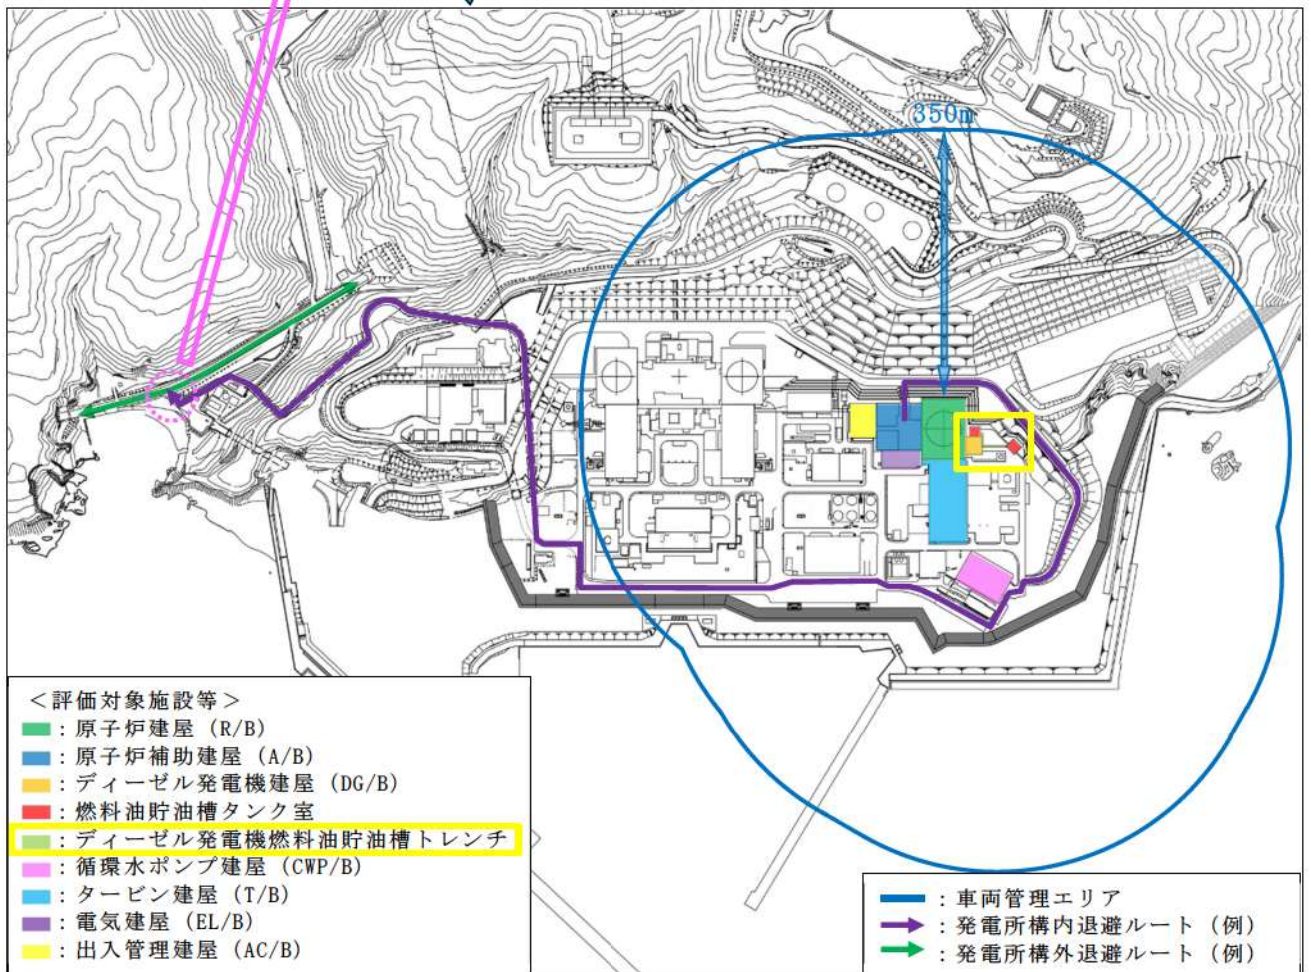 350m
<評価対象施設等>
：原子炉建屋（R/B）
：原子炉補助建屋（A/B）
：ディーゼル発電機建屋（DG/B）
：燃料油貯油槽タンク室
：ディーゼル発電機燃料油貯油槽トレンチ
：循環水ポンプ建屋（CWP/B）
：タービン建屋（T/B）
：電気建屋（EL/B）
：出入管理建屋（AC/B）
：車両管理エリア
：発電所構内退避ルート（例）
：発電所構外退避ルート（例）